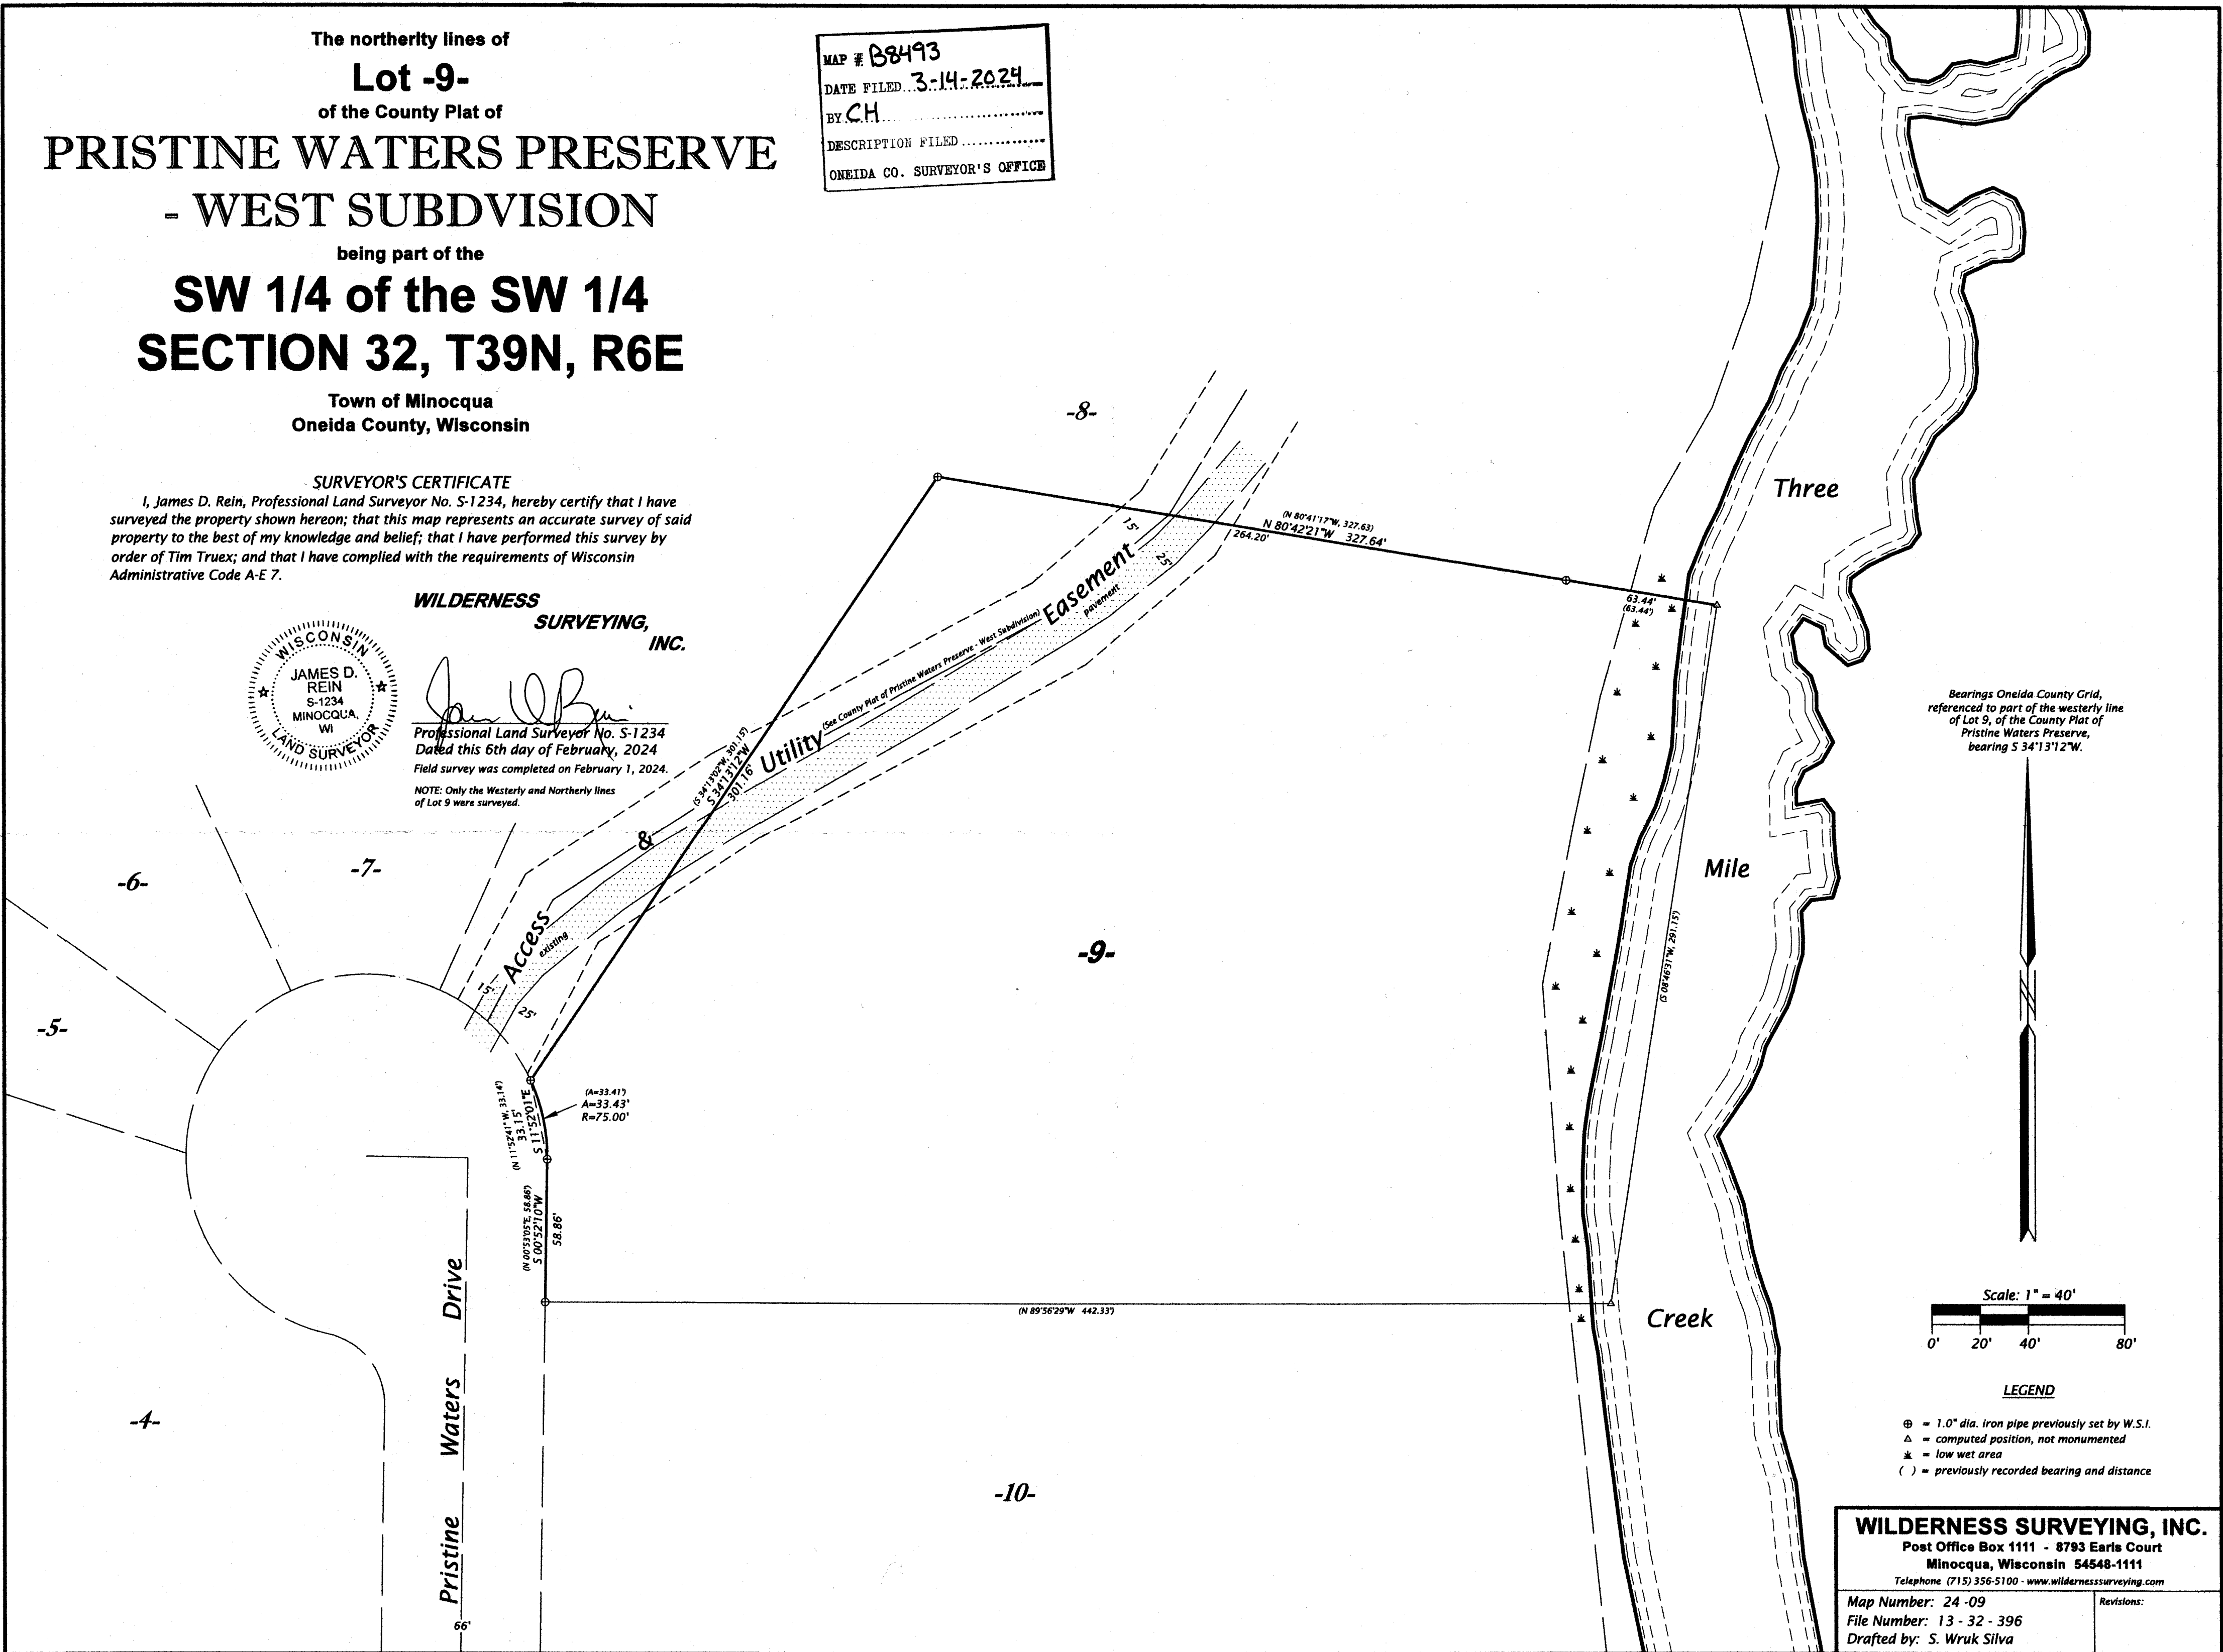 The northerlty lines of
Lot -9-
of the County Plat of
PRISTINE WATERS PRESERVE
- WEST SUBDVISION
being part of the
SW 1/4 of the SW 1/4
SECTION 32, T39N, R6E
Town of Minocqua
Oneida County, Wisconsin
MAP # B8493
DATE FILED 3-14-2024
BY CH
DESCRIPTION FILED
ONEIDA CO. SURVEYOR'S OFFICE
SURVEYOR'S CERTIFICATE
I, James D. Rein, Professional Land Surveyor No. S-1234, hereby certify that I have
surveyed the property shown hereon; that this map represents an accurate survey of said
property to the best of my knowledge and belief; that I have performed this survey by
order of Tim Truex; and that I have complied with the requirements of Wisconsin
Administrative Code A-E 7.
WILDERNESS
SURVEYING,
INC.
WISCONSIN
JAMES D.
REIN
S-1234
MINOCQUA,
WI
LAND SURVEYOR
Professional Land Surveyor No. S-1234
Dated this 6th day of February, 2024
Field survey was completed on February 1, 2024.
NOTE: Only the Westerly and Northerly lines
of Lot 9 were surveyed.
-8-
(N 80°41'17"W, 327.63)
N 80°42'21"W 327.64'
264.20'
63.44'
(63.44')
15'
25'
Access & Utility Easement
(See County Plat of Pristine Waters Preserve - West Subdivision)
existing
pavement
(S 34°13'02"W, 301.15')
S 34°13'12"W
301.16'
15'
25'
-7-
-6-
-5-
-4-
-9-
-10-
(N 11°52'41"W, 33.14')
33.15'
S 11°52'01"E
(A=33.41')
A=33.43'
R=75.00'
(N 00°53'05"E, 58.86')
S 00°52'10"W
58.86'
(N 89°56'29"W 442.33')
(S 08°46'31"W, 291.15')
Pristine Waters Drive
66'
Three
Mile
Creek
Bearings Oneida County Grid,
referenced to part of the westerly line
of Lot 9, of the County Plat of
Pristine Waters Preserve,
bearing S 34°13'12"W.
Scale: 1" = 40'
0' 20' 40' 80'
LEGEND
⊕ = 1.0" dia. iron pipe previously set by W.S.I.
△ = computed position, not monumented
= low wet area
( ) = previously recorded bearing and distance
WILDERNESS SURVEYING, INC.
Post Office Box 1111 - 8793 Earls Court
Minocqua, Wisconsin 54548-1111
Telephone (715) 356-5100 - www.wildernesssurveying.com
Map Number: 24 -09
File Number: 13 - 32 - 396
Drafted by: S. Wruk Silva
Revisions: